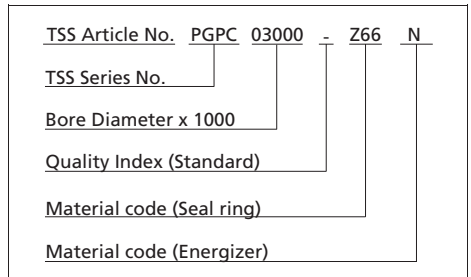 TSS Article No. PGPC 03000 - Z66 N
TSS Series No.
Bore Diameter x 1000
Quality Index (Standard)
Material code (Seal ring)
Material code (Energizer)